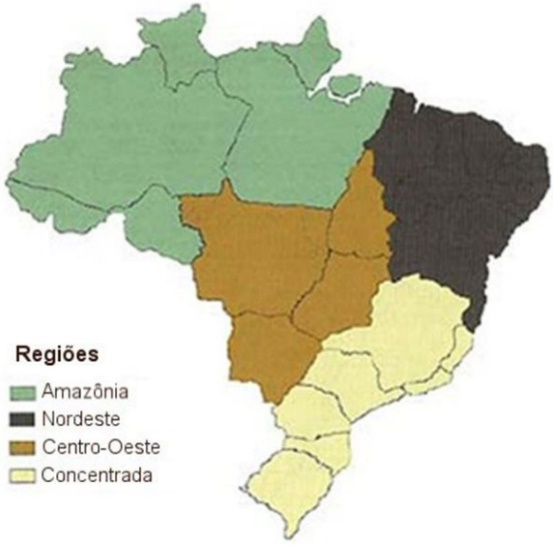 Regiões
Amazônia
Nordeste
Centro-Oeste
Concentrada